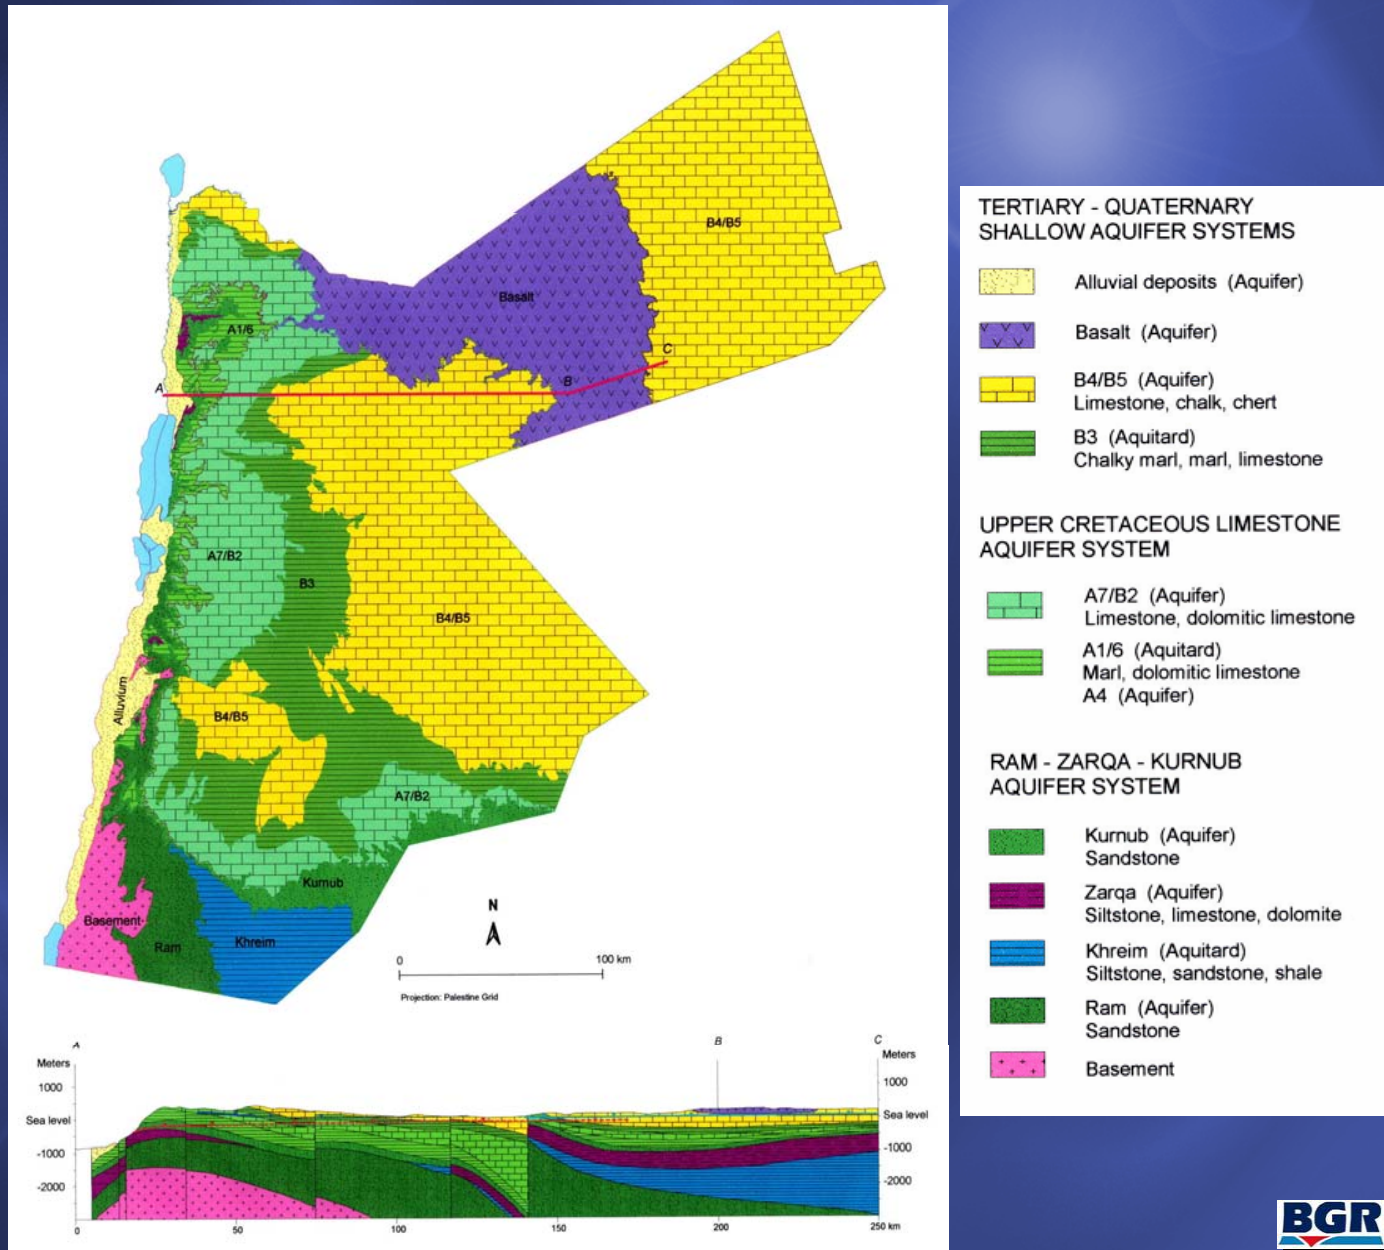 B4/B5
Basalt
A1/6
C
B
A
A7/B2
B3
B4/B5
Alluvium
B4/B5
A7/B2
Kurnub
Basement
Ram
Khreim
N
0 100 km
Projection: Palestine Grid
A B C
Meters Meters
1000 1000
Sea level Sea level
-1000 -1000
-2000 -2000
0 50 100 150 200 250 km
TERTIARY - QUATERNARY
SHALLOW AQUIFER SYSTEMS
Alluvial deposits (Aquifer)
Basalt (Aquifer)
B4/B5 (Aquifer)
Limestone, chalk, chert
B3 (Aquitard)
Chalky marl, marl, limestone
UPPER CRETACEOUS LIMESTONE
AQUIFER SYSTEM
A7/B2 (Aquifer)
Limestone, dolomitic limestone
A1/6 (Aquitard)
Marl, dolomitic limestone
A4 (Aquifer)
RAM - ZARQA - KURNUB
AQUIFER SYSTEM
Kurnub (Aquifer)
Sandstone
Zarqa (Aquifer)
Siltstone, limestone, dolomite
Khreim (Aquitard)
Siltstone, sandstone, shale
Ram (Aquifer)
Sandstone
Basement
BGR